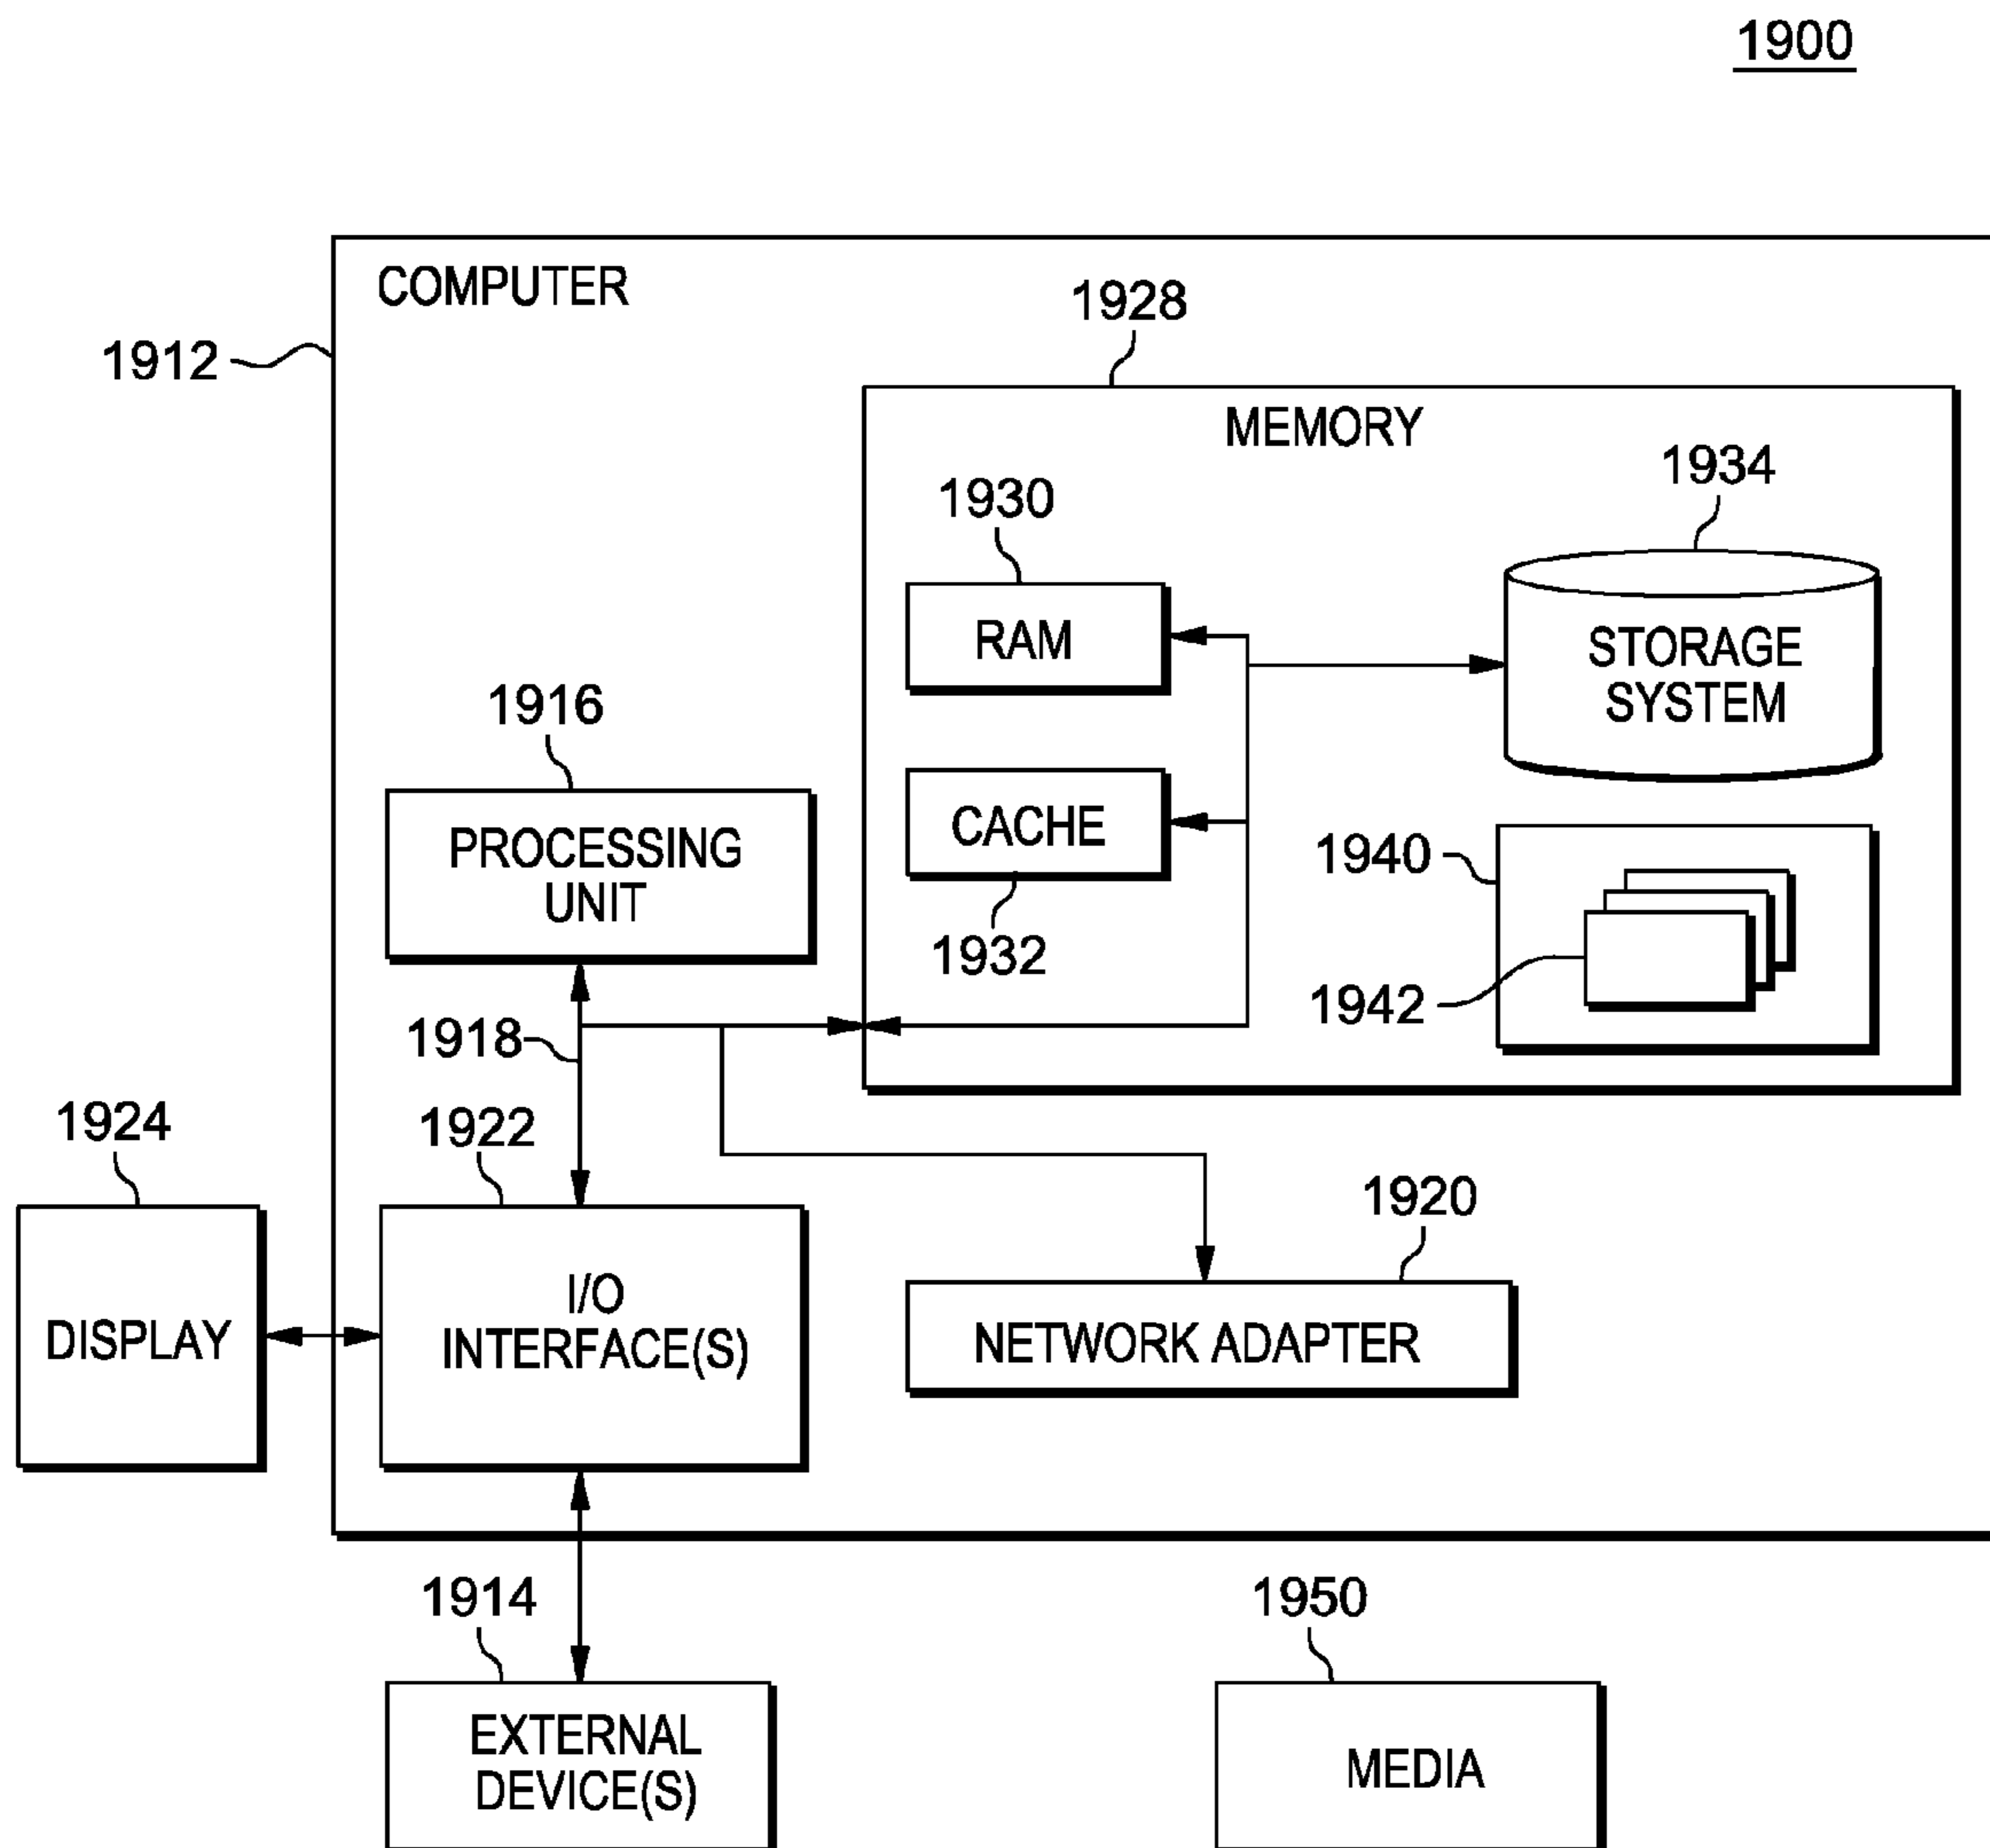 1900
COMPUTER
1912
1928
MEMORY
1930
1934
RAM
STORAGE
SYSTEM
1916
PROCESSING
UNIT
CACHE
1932
1940
1942
1918
1924
1922
1920
DISPLAY
I/O
INTERFACE(S)
NETWORK ADAPTER
1914
1950
EXTERNAL
DEVICE(S)
MEDIA